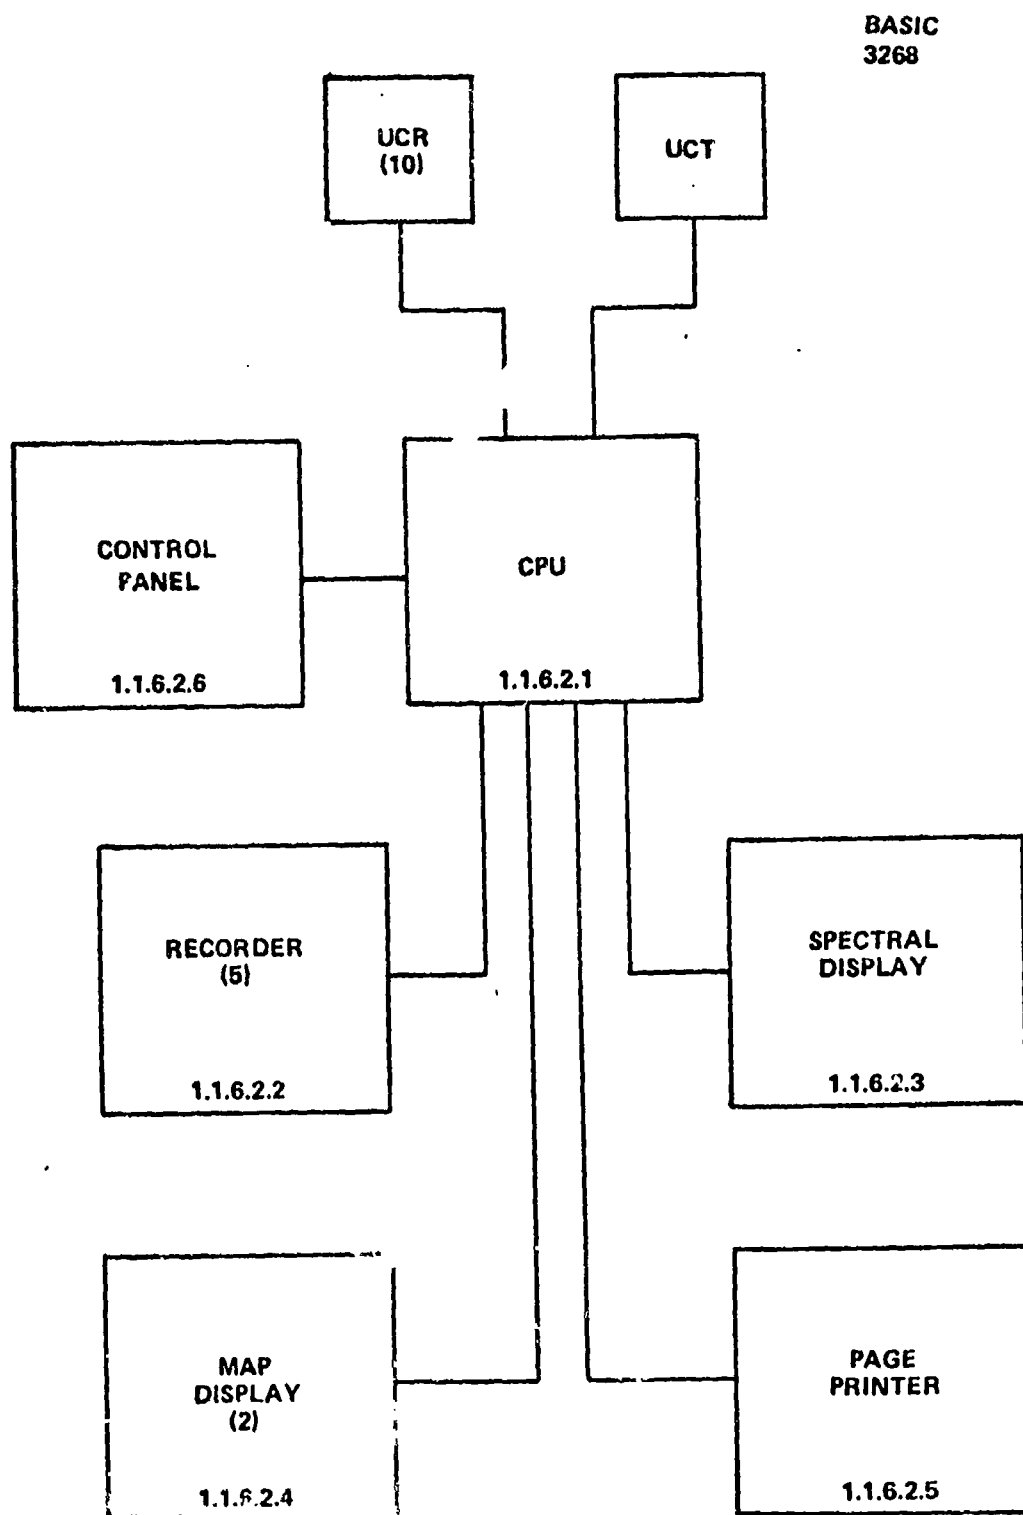 BASIC
3268
UCR
(10)
UCT
CONTROL
PANEL
1.1.6.2.6
CPU
1.1.6.2.1
RECORDER
(5)
1.1.6.2.2
SPECTRAL
DISPLAY
1.1.6.2.3
MAP
DISPLAY
(2)
1.1.6.2.4
PAGE
PRINTER
1.1.6.2.5